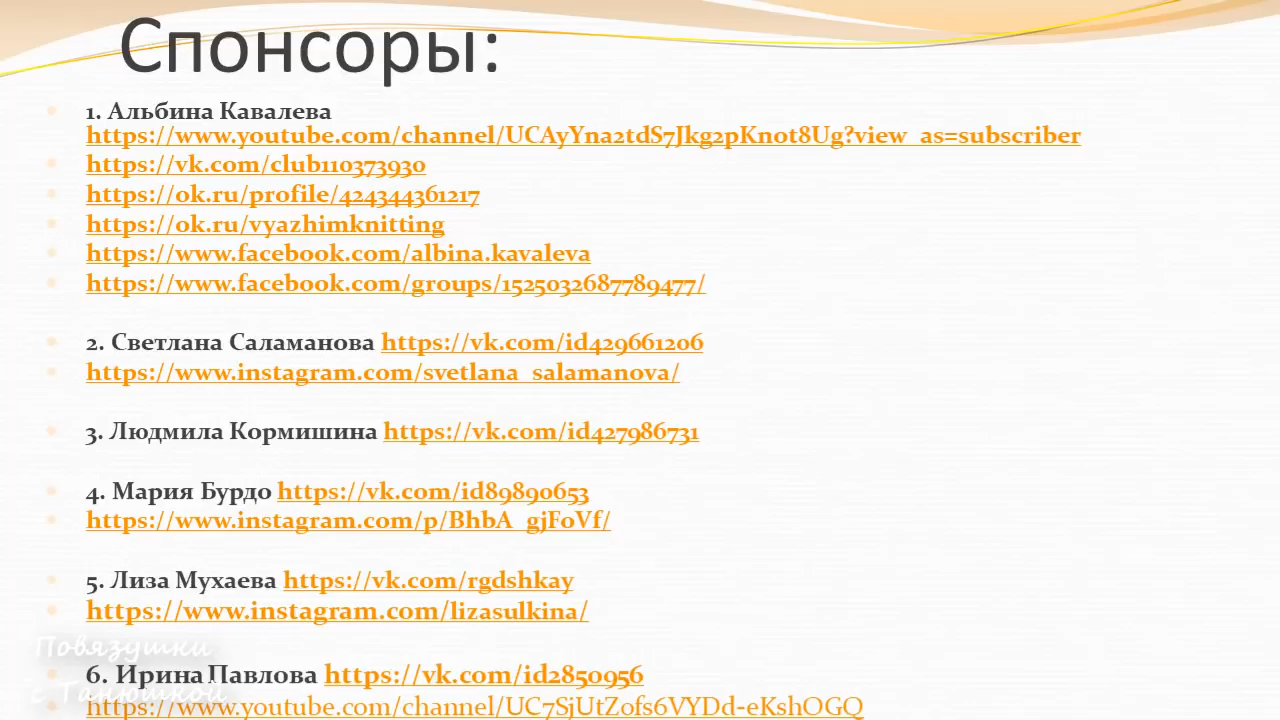 Спонсоры:
1. Альбина Кавалева
https://www.youtube.com/channel/UCAyYna2tdS7Jkg2pKnot8Ug?view_as=subscriber
https://vk.com/club110373930
https://ok.ru/profile/424344361217
https://ok.ru/vyazhimknitting
https://www.facebook.com/albina.kavaleva
https://www.facebook.com/groups/1525032687789477/
2. Светлана Саламанова https://vk.com/id429661206
https://www.instagram.com/svetlana_salamanova/
3. Людмила Кормишина https://vk.com/id427986731
4. Мария Бурдо https://vk.com/id89890653
https://www.instagram.com/p/BhbA_gjFoVf/
5. Лиза Мухаева https://vk.com/rgdshkay
https://www.instagram.com/lizasulkina/
Повязушки
6. Ирина Павлова https://vk.com/id2850956
с Танюшкой
https://www.youtube.com/channel/UC7SjUtZofs6VYDd-eKshOGQ